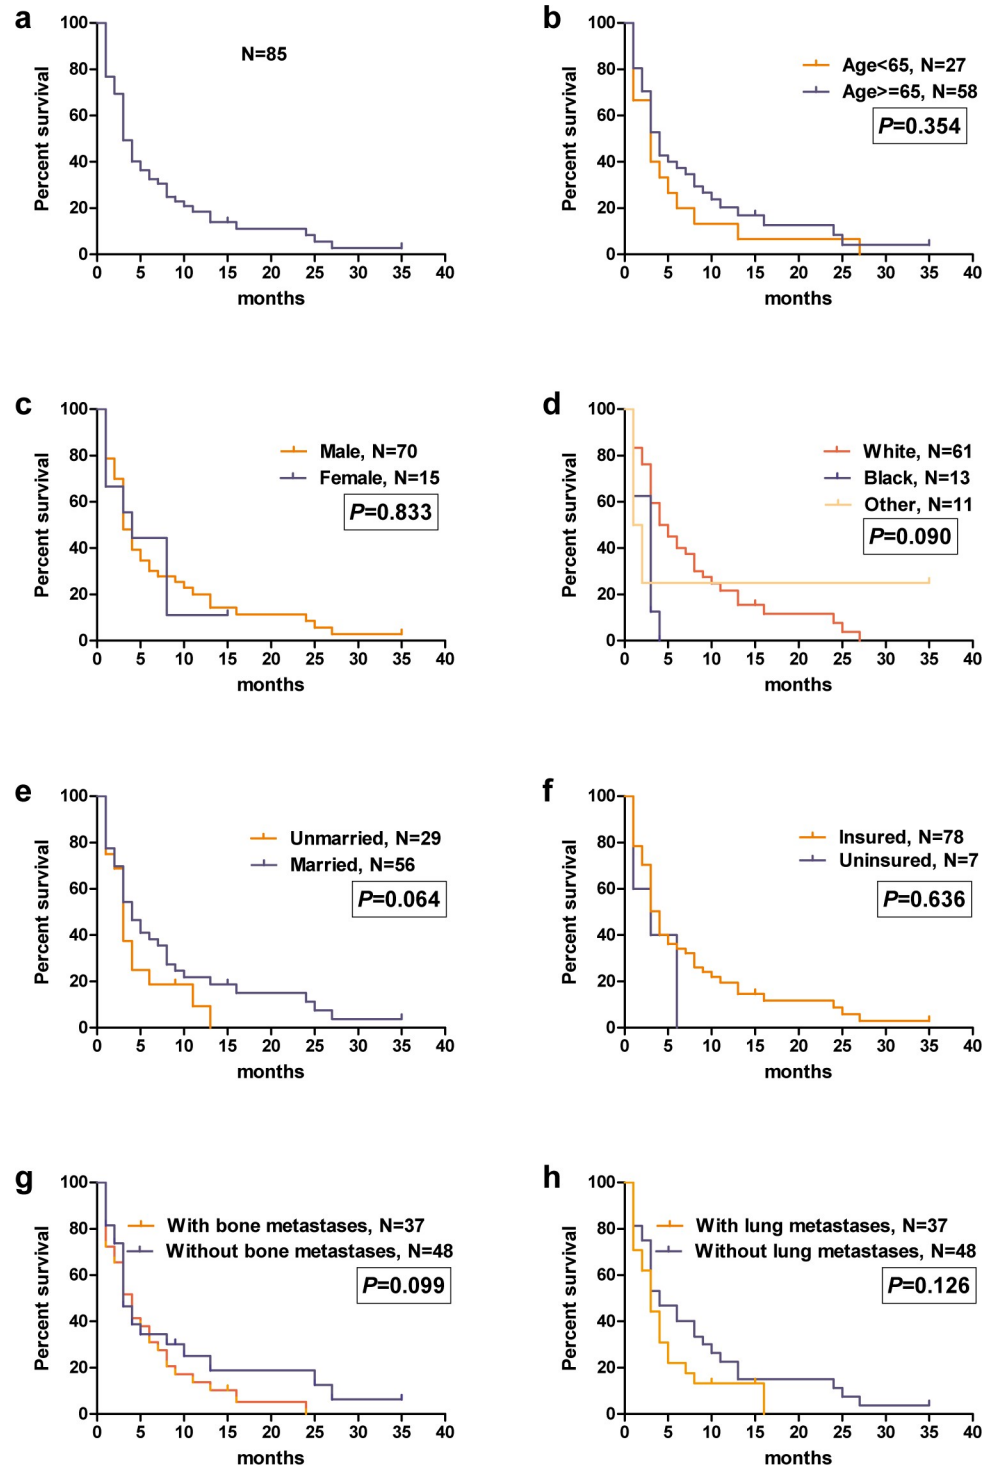 a
100
80
60
40
20
0
Percent survival
N=85
0 5 10 15 20 25 30 35 40
months
b
100
80
60
40
20
0
Percent survival
Age<65, N=27
Age>=65, N=58
P=0.354
0 5 10 15 20 25 30 35 40
months
c
100
80
60
40
20
0
Percent survival
Male, N=70
Female, N=15
P=0.833
0 5 10 15 20 25 30 35 40
months
d
100
80
60
40
20
0
Percent survival
White, N=61
Black, N=13
Other, N=11
P=0.090
0 5 10 15 20 25 30 35 40
months
e
100
80
60
40
20
0
Percent survival
Unmarried, N=29
Married, N=56
P=0.064
0 5 10 15 20 25 30 35 40
months
f
100
80
60
40
20
0
Percent survival
Insured, N=78
Uninsured, N=7
P=0.636
0 5 10 15 20 25 30 35 40
months
g
100
80
60
40
20
0
Percent survival
With bone metastases, N=37
Without bone metastases, N=48
P=0.099
0 5 10 15 20 25 30 35 40
months
h
100
80
60
40
20
0
Percent survival
With lung metastases, N=37
Without lung metastases, N=48
P=0.126
0 5 10 15 20 25 30 35 40
months